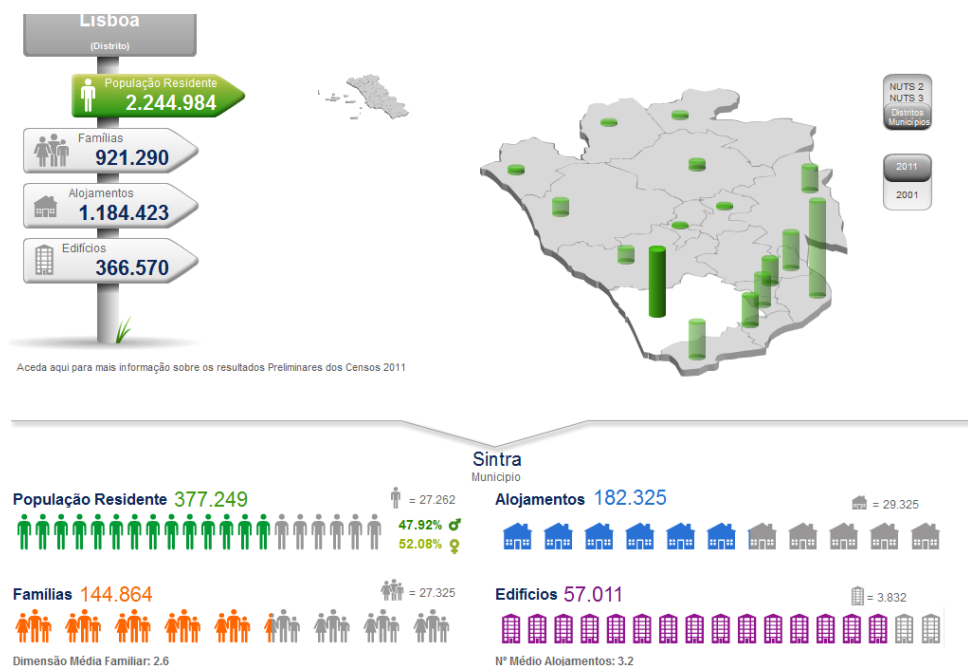 Lisboa
(Distrito)
População Residente
2.244.984
Famílias
921.290
Alojamentos
1.184.423
Edifícios
366.570
NUTS 2
NUTS 3
Distritos
Municípios
2011
2001
Aceda aqui para mais informação sobre os resultados Preliminares dos Censos 2011
Sintra
Municipio
População Residente 377.249
= 27.262
47.92%
52.08%
Alojamentos 182.325
= 29.325
Famílias 144.864
= 27.325
Dimensão Média Familiar: 2.6
Edifícios 57.011
= 3.832
Nº Médio Alojamentos: 3.2